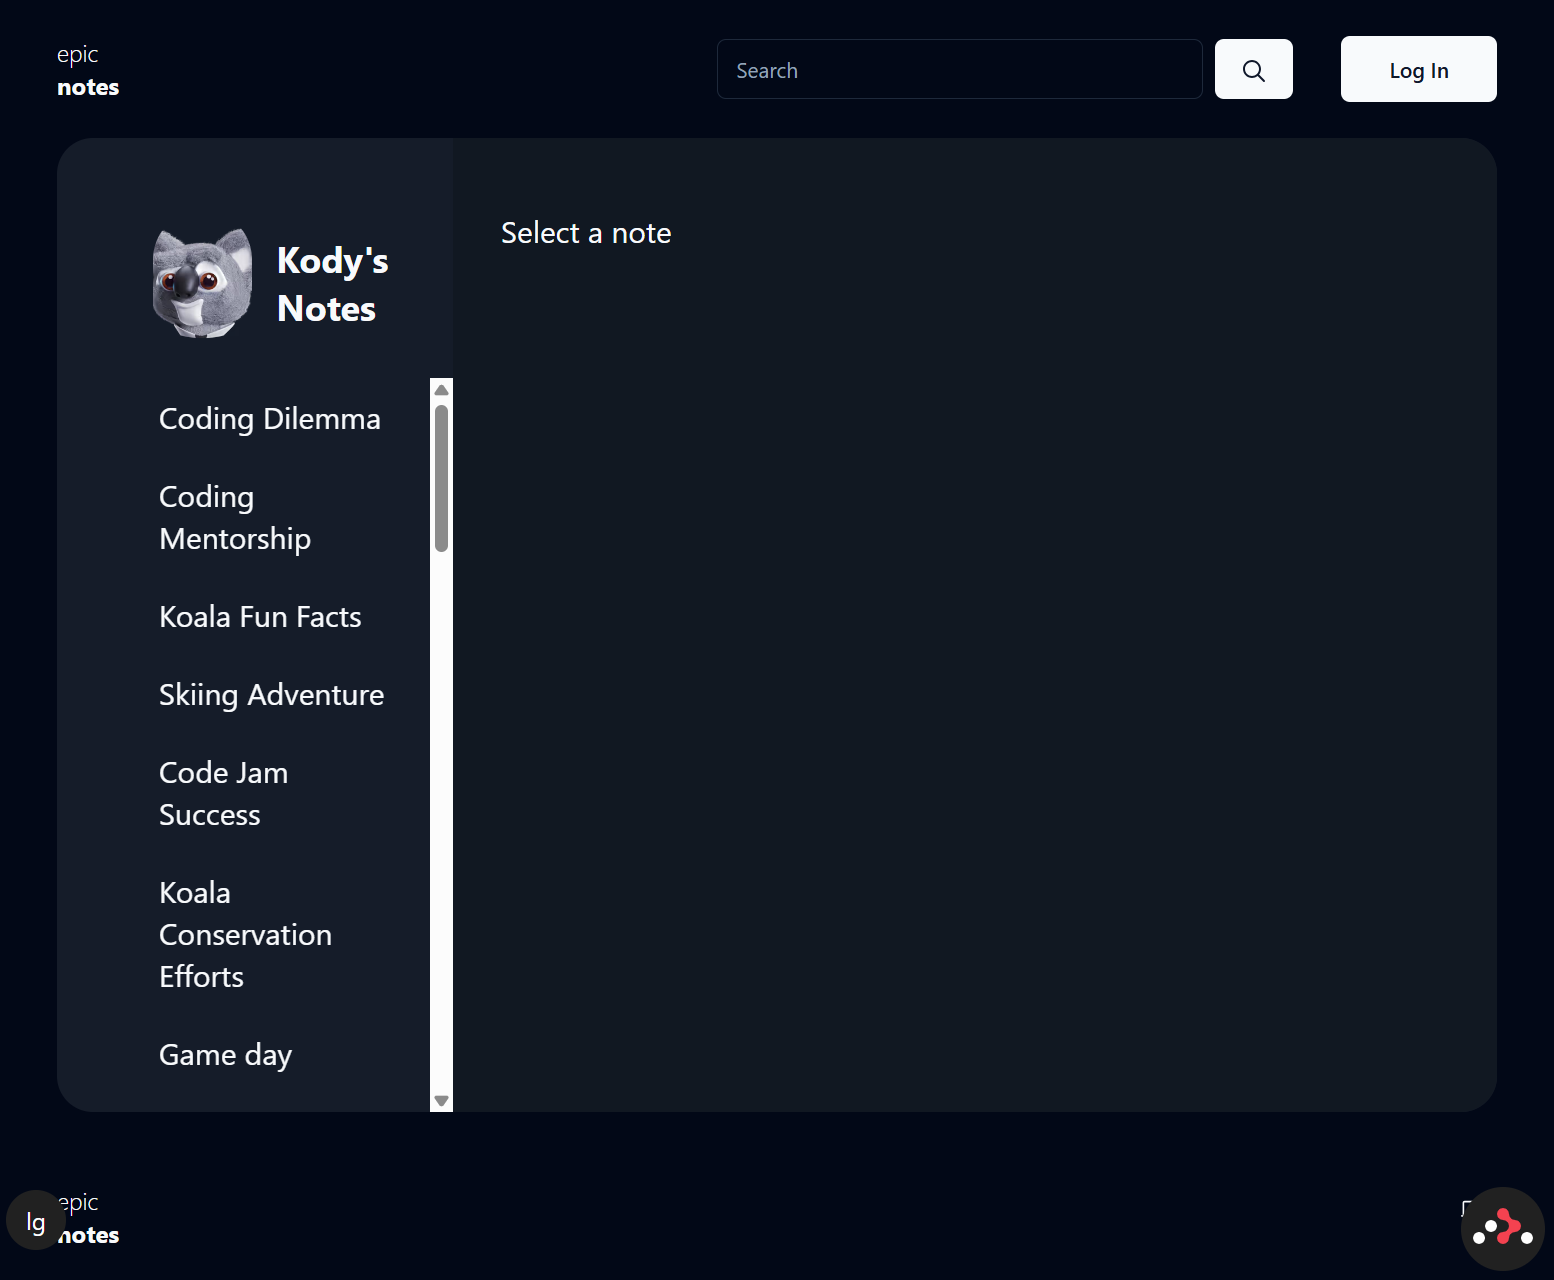 epic
notes
Search
Log In
Kody's
Notes
Select a note
Coding Dilemma
Coding
Mentorship
Koala Fun Facts
Skiing Adventure
Code Jam
Success
Koala
Conservation
Efforts
Game day
epic
notes
lg